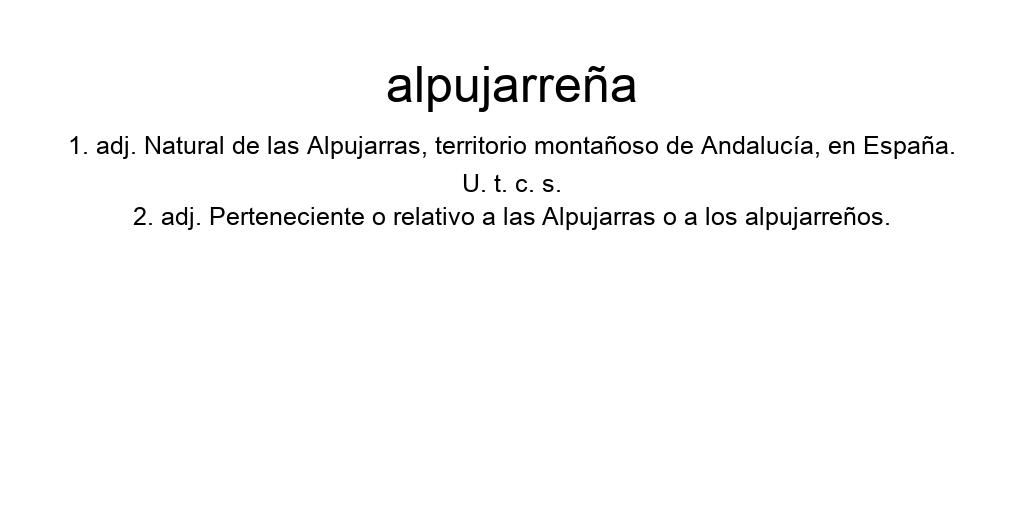 alpujarreña
1. adj. Natural de las Alpujarras, territorio montañoso de Andalucía, en España.
U. t. c. s.
2. adj. Perteneciente o relativo a las Alpujarras o a los alpujarreños.